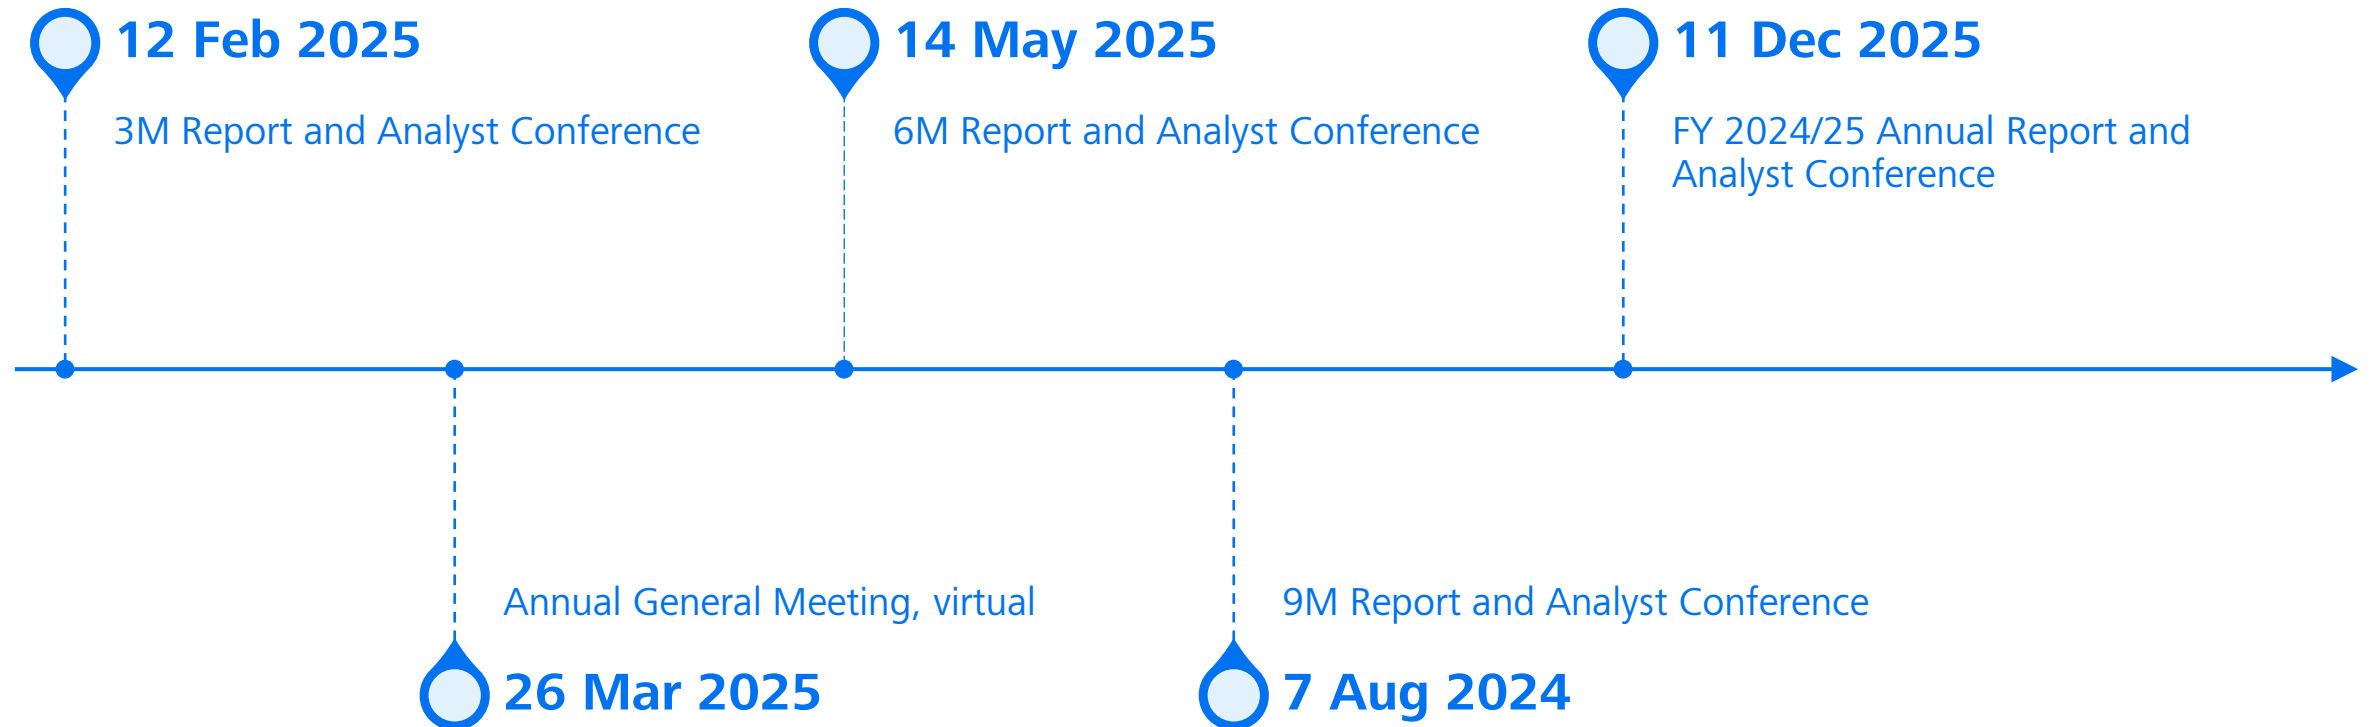 12 Feb 2025
3M Report and Analyst Conference
14 May 2025
6M Report and Analyst Conference
11 Dec 2025
FY 2024/25 Annual Report and
Analyst Conference
Annual General Meeting, virtual
26 Mar 2025
9M Report and Analyst Conference
7 Aug 2024